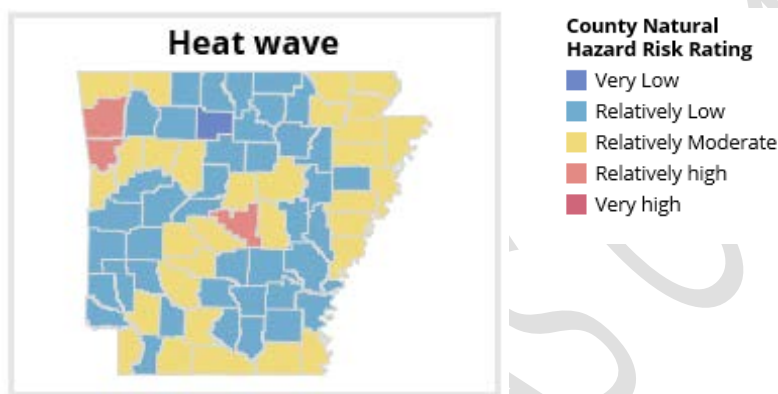 Heat wave
County Natural
Hazard Risk Rating
Very Low
Relatively Low
Relatively Moderate
Relatively high
Very high